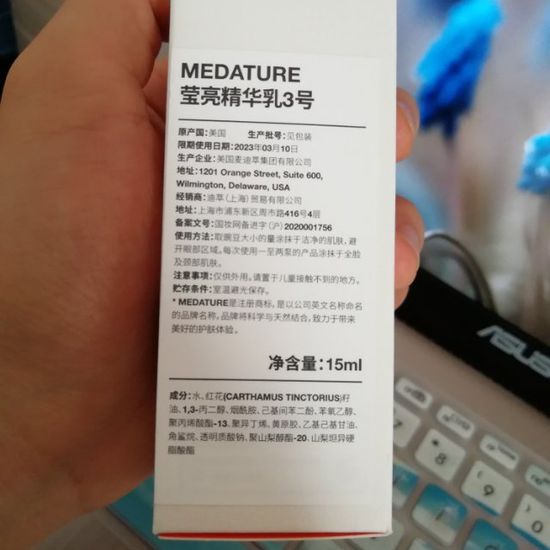 MEDATURE
莹亮精华乳3号
原产国:美国 生产批号:见包装
限期使用日期:2023年03月10日
生产企业:美国麦迪萃集团有限公司
地址:1201 Orange Street, Suite 600,
Wilmington, Delaware, USA
经销商:迪萃(上海)贸易有限公司
地址:上海市浦东新区周市路416号4层
备案文号:国妆网备进字(沪)2020001756
使用方法:取豌豆大小的量涂抹于洁净的肌肤,避
开眼部区域。每次使用一至两泵的产品涂抹于全脸
及颈部肌肤。
注意事项:仅供外用。请置于儿童接触不到的地方。
贮存条件:室温避光保存。
* MEDATURE是注册商标,是以公司英文名称命名
的品牌名称。品牌将科学与天然结合,致力于带来
美好的护肤体验。
净含量:15ml
成分:水、红花(CARTHAMUS TINCTORIUS)籽
油、1,3-丙二醇、烟酰胺、己基间苯二酚、苯氧乙醇、
聚丙烯酸酯-13、聚异丁烯、黄原胶、乙基己基甘油、
角鲨烷、透明质酸钠、聚山梨醇酯-20、山梨坦异硬
脂酸酯
ASUS